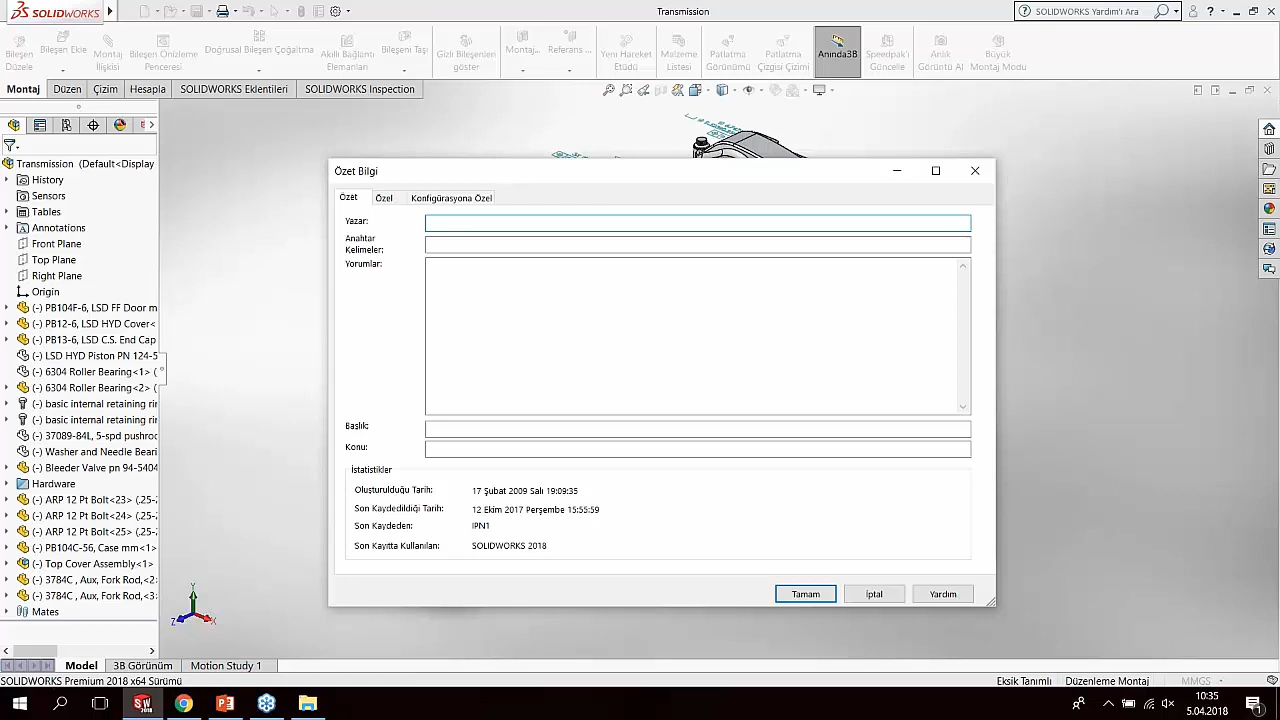 SOLIDWORKS
Transmission
SOLIDWORKS Yardım'ı Ara
?
Bileşen Düzele
Bileşen Ekle
Montaj İlişkisi
Bileşen Önizleme Penceresi
Doğrusal Bileşen Çoğaltma
Akıllı Bağlantı Elemanları
Bileşeni Taşı
Gizli Bileşenleri göster
Montaj...
Referans ...
Yeni Hareket Etüdü
Malzeme Listesi
Patlatma Görünümü
Patlatma Çizgisi Çizimi
Anında3B
Speedpak'ı Güncelle
Anlık Görüntü Al
Büyük Montaj Modu
Montaj
Düzen
Çizim
Hesapla
SOLIDWORKS Eklentileri
SOLIDWORKS Inspection
Transmission (Default<Display
History
Sensors
Tables
Annotations
Front Plane
Top Plane
Right Plane
Origin
(-) PB104F-6, LSD FF Door m
(-) PB12-6, LSD HYD Cover<
(-) PB13-6, LSD C.S. End Cap
(-) LSD HYD Piston PN 124-5
(-) 6304 Roller Bearing<1> (
(-) 6304 Roller Bearing<2> (
(-) basic internal retaining rin
(-) basic internal retaining rin
(-) 37089-84L, 5-spd pushroc
(-) Washer and Needle Beari
(-) Bleeder Valve pn 94-5404
Hardware
(-) ARP 12 Pt Bolt<23> (.25-
(-) ARP 12 Pt Bolt<24> (.25-
(-) ARP 12 Pt Bolt<25> (.25-
(-) PB104C-56, Case mm<1>
(-) Top Cover Assembly<1>
(-) 3784C , Aux, Fork Rod,<2>
(-) 3784C , Aux, Fork Rod,<3>
Mates
Özet Bilgi
Özet
Özel
Konfigürasyona Özel
Yazar:
Anahtar
Kelimeler:
Yorumlar:
Başlık:
Konu:
İstatistikler
Oluşturulduğu Tarih: 17 Şubat 2009 Salı 19:09:35
Son Kaydedildiği Tarih: 12 Ekim 2017 Perşembe 15:55:59
Son Kaydeden: IPN1
Son Kayıtta Kullanılan: SOLIDWORKS 2018
Tamam
İptal
Yardım
Y
Z
X
Model
3B Görünüm
Motion Study 1
SOLIDWORKS Premium 2018 x64 Sürümü
Eksik Tanımlı
Düzenleme Montaj
MMGS
SW
2018
10:35
5.04.2018
1